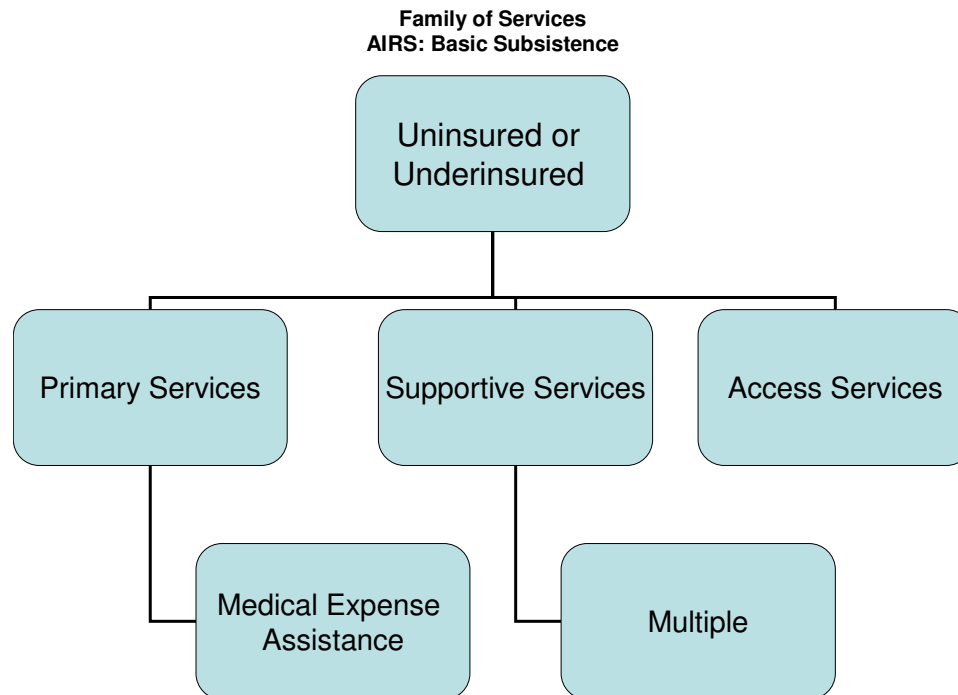 Family of Services
AIRS: Basic Subsistence
Uninsured or
Underinsured
Primary Services
Supportive Services
Access Services
Medical Expense
Assistance
Multiple